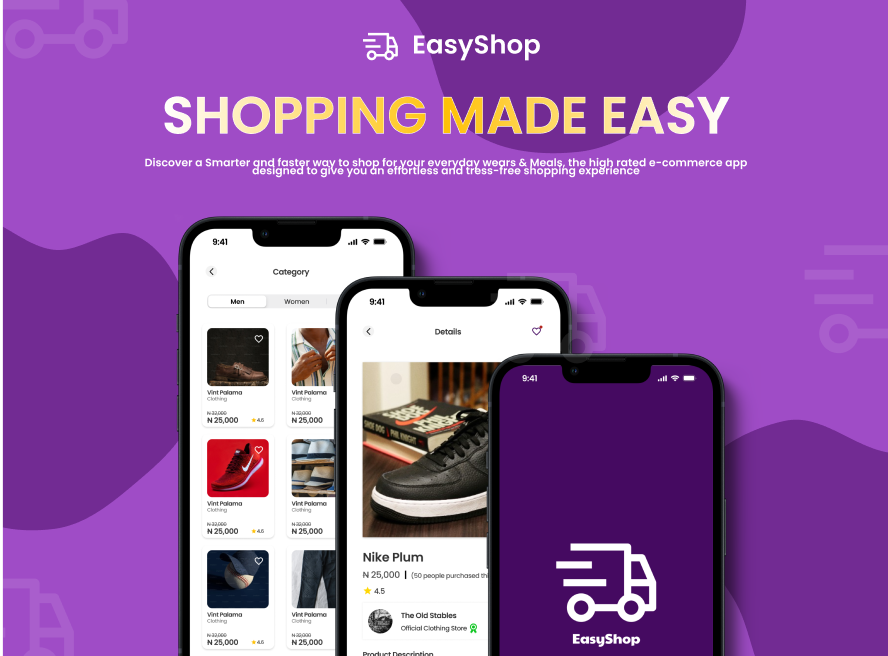 EasyShop
SHOPPING MADE EASY
Discover a Smarter and faster way to shop for your everyday wears & Meals, the high rated e-commerce app
designed to give you an effortless and tress-free shopping experience
9:41
Category
Men Women
Vint Palama
Clothing
N 32,000
N 25,000 4.6
Vint Palama
Clothing
N 32,000
N 25,000
Vint Palama
Clothing
N 32,000
N 25,000 4.6
Vint Palama
Clothing
N 32,000
N 25,000
Vint Palama
Clothing
N 32,000
N 25,000 4.6
Vint Palama
Clothing
N 32,000
N 25,000
9:41
Details
SHOE DOG PHIL KNIGHT
Nike Plum
N 25,000 | (50 people purchased th
4.5
The Old Stables
Official Clothing Store
Product Description
9:41
EasyShop